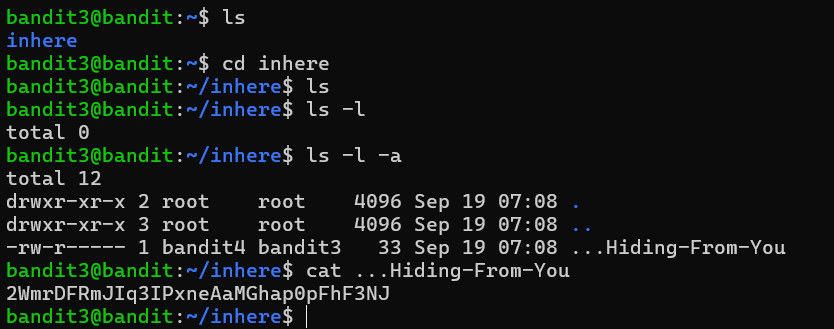 bandit3@bandit:~$ ls
inhere
bandit3@bandit:~$ cd inhere
bandit3@bandit:~/inhere$ ls
bandit3@bandit:~/inhere$ ls -l
total 0
bandit3@bandit:~/inhere$ ls -l -a
total 12
drwxr-xr-x 2 root    root    4096 Sep 19 07:08 .
drwxr-xr-x 3 root    root    4096 Sep 19 07:08 ..
-rw-r----- 1 bandit4 bandit3   33 Sep 19 07:08 ...Hiding-From-You
bandit3@bandit:~/inhere$ cat ...Hiding-From-You
2WmrDFRmJIq3IPxneAaMGhap0pFhF3NJ
bandit3@bandit:~/inhere$